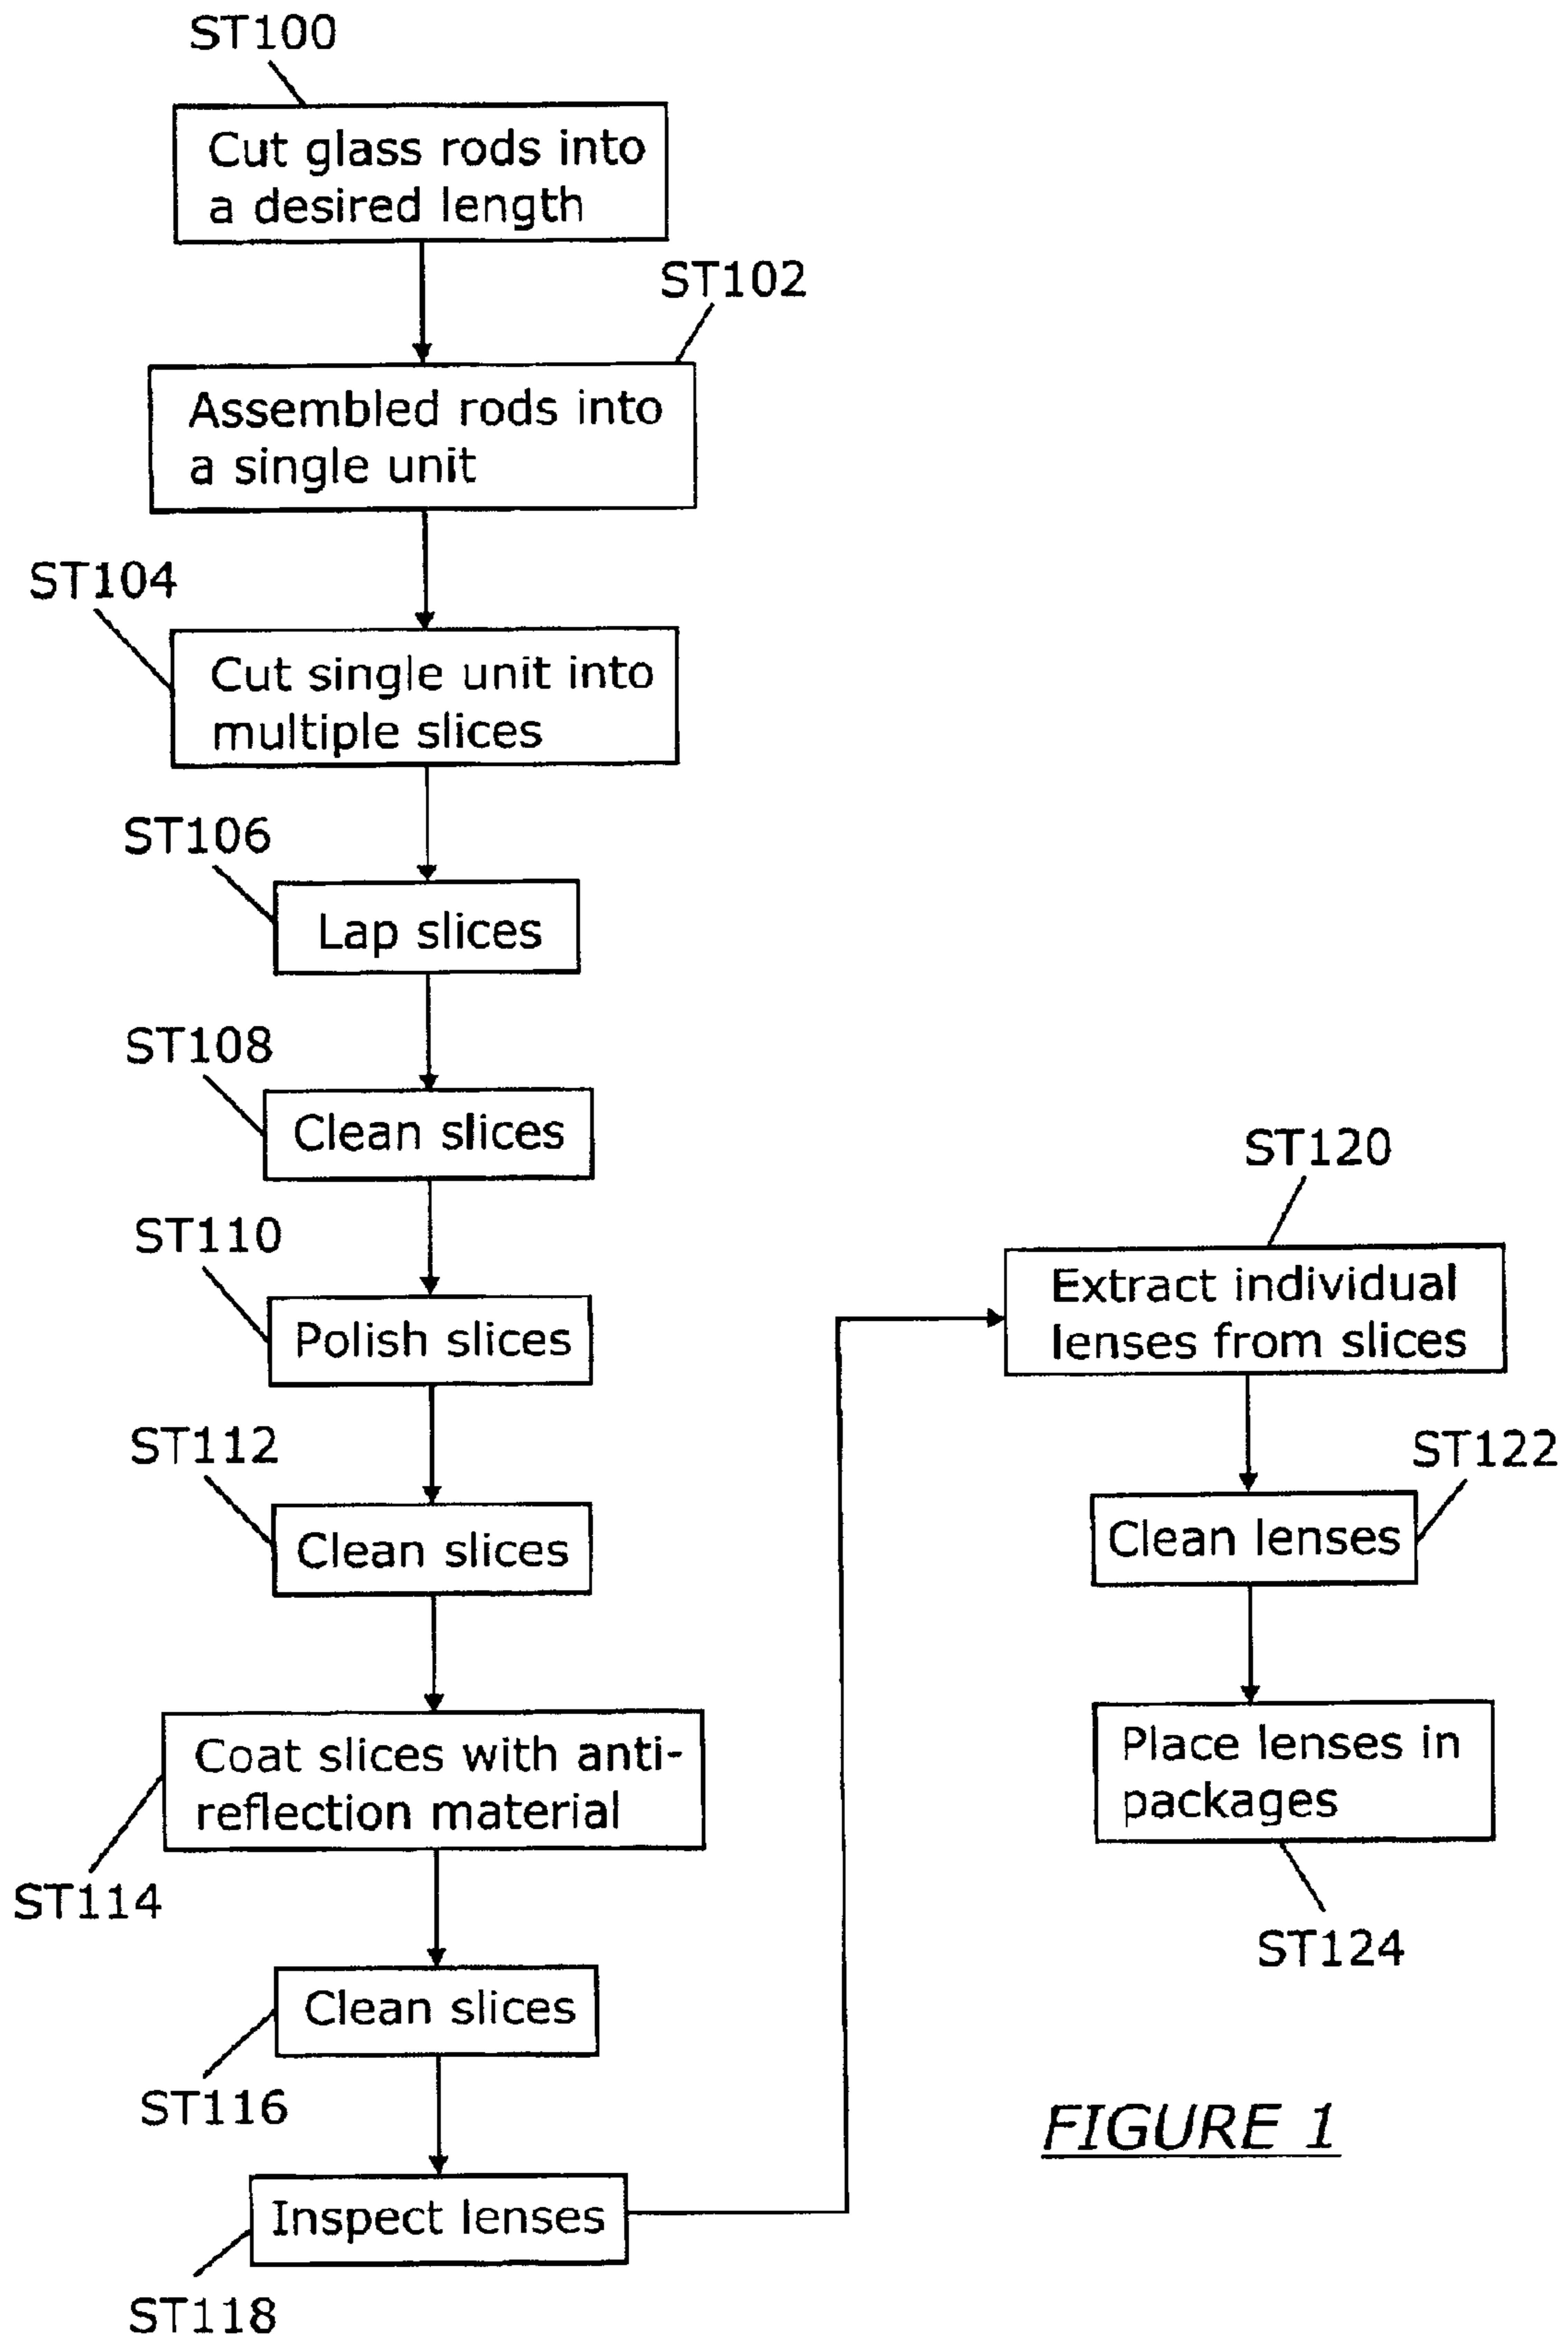 ST100
Cut glass rods into
a desired length
ST102
Assembled rods into
a single unit
ST104
Cut single unit into
multiple slices
ST106
Lap slices
ST108
Clean slices
ST110
Polish slices
ST112
Clean slices
Coat slices with anti-
reflection material
ST114
Clean slices
ST116
Inspect lenses
ST118
ST120
Extract individual
lenses from slices
ST122
Clean lenses
Place lenses in
packages
ST124
FIGURE 1